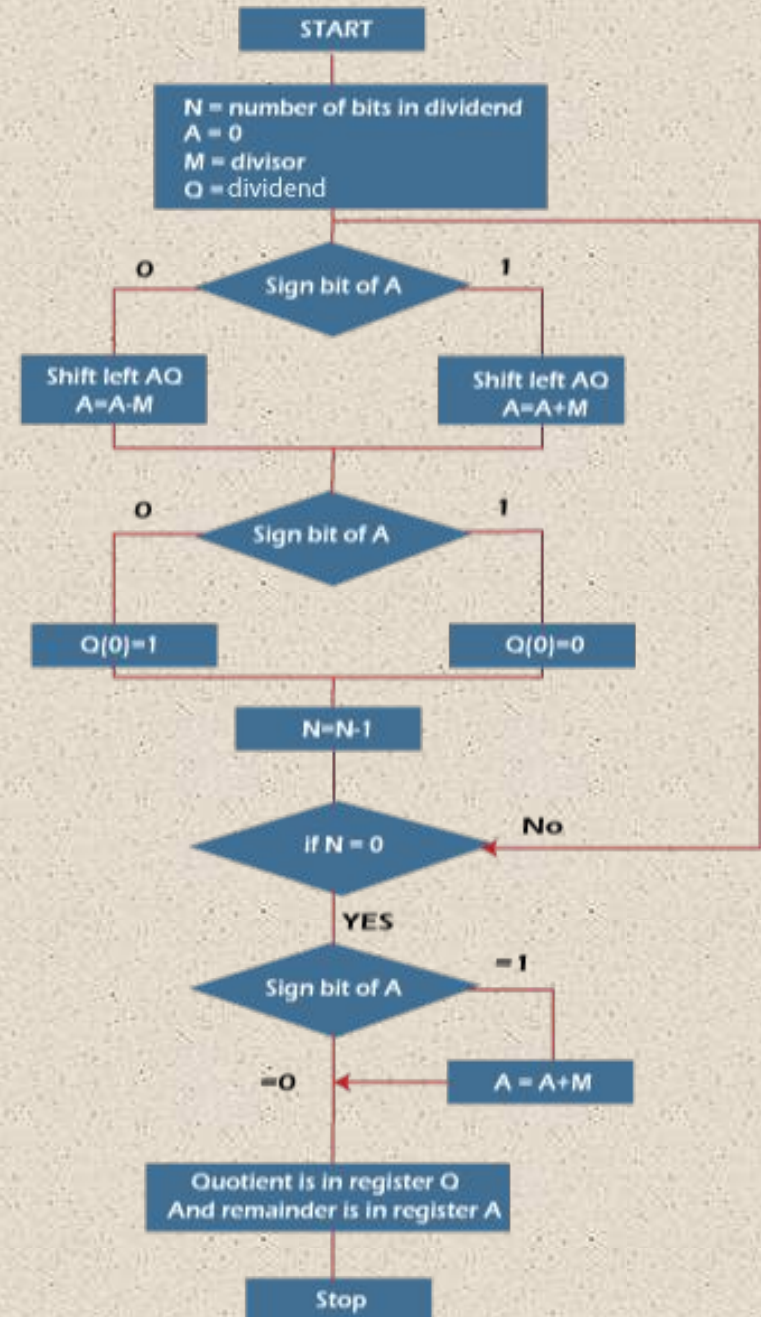 START
N = number of bits in dividend
A = 0
M = divisor
Q = dividend
Sign bit of A
0
1
Shift left AQ
A=A-M
Shift left AQ
A=A+M
Sign bit of A
0
1
Q(0)=1
Q(0)=0
N=N-1
if N = 0
No
YES
Sign bit of A
=1
=0
A = A+M
Quotient is in register Q
And remainder is in register A
Stop